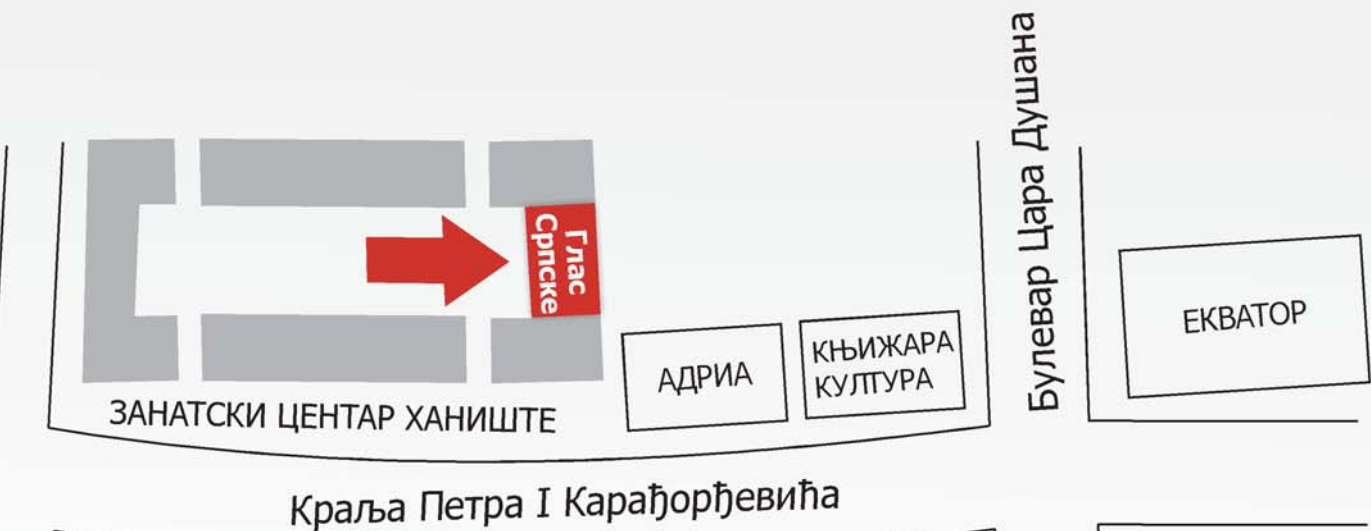 Булевар Цара Душана
Глас
Српске
ЕКВАТОР
АДРИА
КЊИЖАРА
КУЛТУРА
ЗАНАТСКИ ЦЕНТАР ХАНИШТЕ
Краља Петра I Карађорђевића